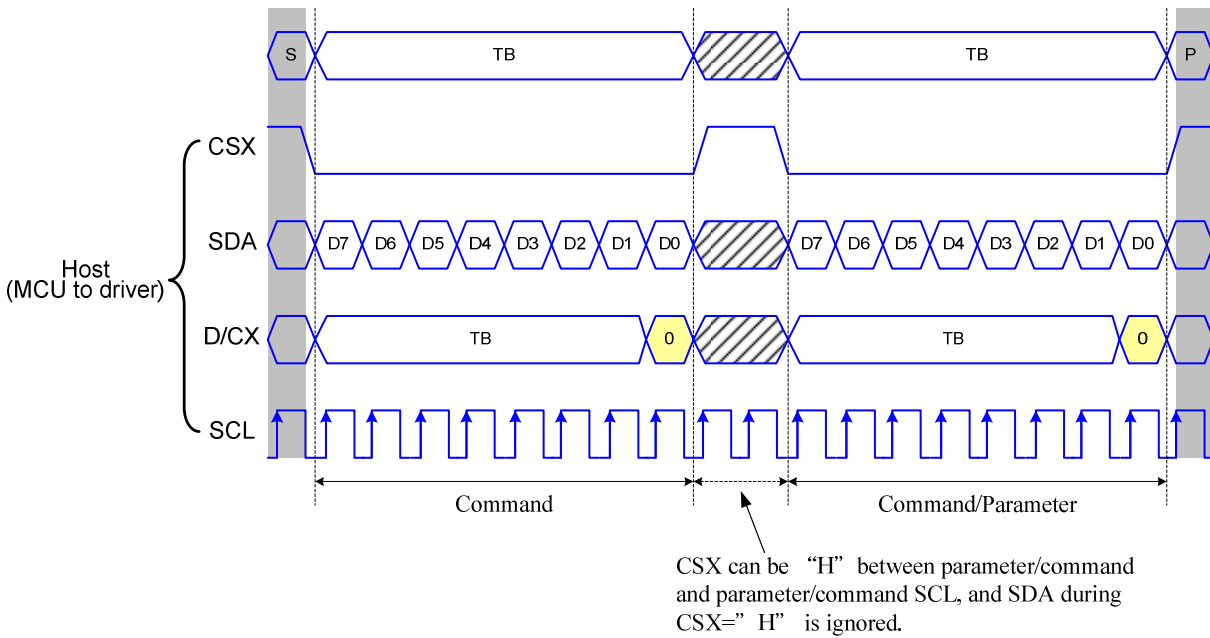 S TB TB P
CSX
SDA D7 D6 D5 D4 D3 D2 D1 D0 D7 D6 D5 D4 D3 D2 D1 D0
Host
(MCU to driver)
D/CX TB 0 TB 0
SCL
Command Command/Parameter
CSX can be “H” between parameter/command
and parameter/command SCL, and SDA during
CSX=”H” is ignored.